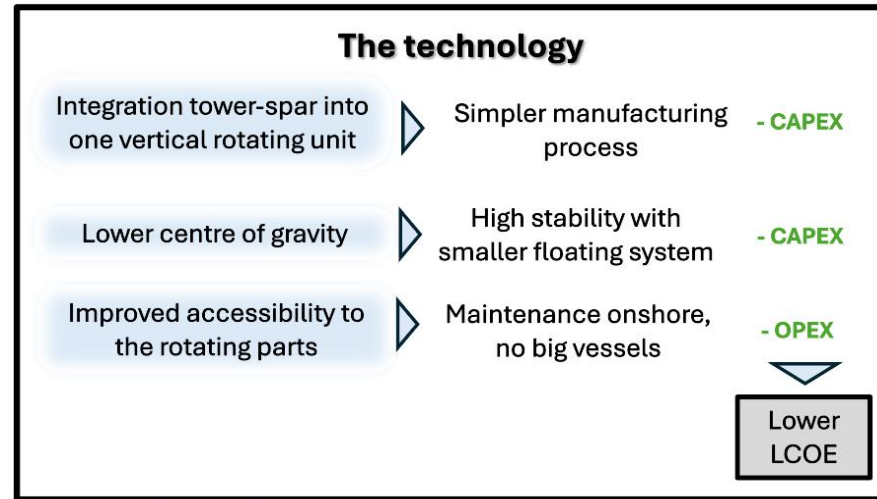 The technology
Integration tower-spar into
one vertical rotating unit
Simpler manufacturing
process
- CAPEX
Lower centre of gravity
High stability with
smaller floating system
- CAPEX
Improved accessibility to
the rotating parts
Maintenance onshore,
no big vessels
- OPEX
Lower
LCOE